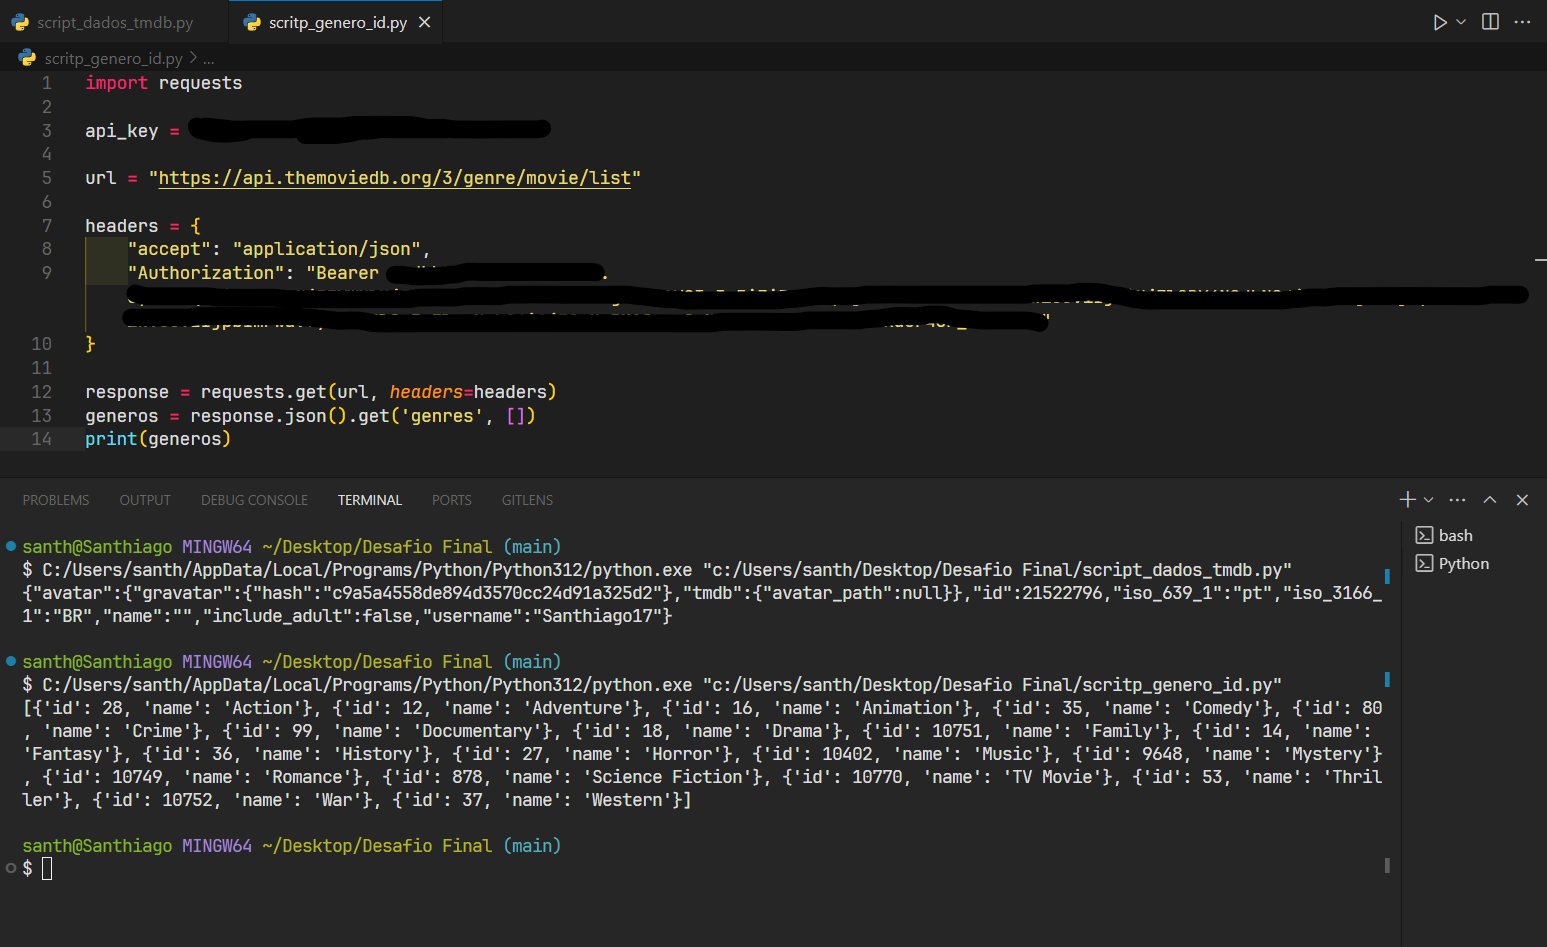 script_dados_tmdb.py
scritp_genero_id.py
scritp_genero_id.py > ...
1 import requests
2
3 api_key =
4
5 url = "https://api.themoviedb.org/3/genre/movie/list"
6
7 headers = {
8 "accept": "application/json",
9 "Authorization": "Bearer
10 }
11
12 response = requests.get(url, headers=headers)
13 generos = response.json().get('genres', [])
14 print(generos)
PROBLEMS OUTPUT DEBUG CONSOLE TERMINAL PORTS GITLENS
bash
Python
santh@Santhiago MINGW64 ~/Desktop/Desafio Final (main)
$ C:/Users/santh/AppData/Local/Programs/Python/Python312/python.exe "c:/Users/santh/Desktop/Desafio Final/script_dados_tmdb.py"
{"avatar":{"gravatar":{"hash":"c9a5a4558de894d3570cc24d91a325d2"},"tmdb":{"avatar_path":null}},"id":21522796,"iso_639_1":"pt","iso_3166_
1":"BR","name":"","include_adult":false,"username":"Santhiago17"}
santh@Santhiago MINGW64 ~/Desktop/Desafio Final (main)
$ C:/Users/santh/AppData/Local/Programs/Python/Python312/python.exe "c:/Users/santh/Desktop/Desafio Final/scritp_genero_id.py"
[{'id': 28, 'name': 'Action'}, {'id': 12, 'name': 'Adventure'}, {'id': 16, 'name': 'Animation'}, {'id': 35, 'name': 'Comedy'}, {'id': 80
, 'name': 'Crime'}, {'id': 99, 'name': 'Documentary'}, {'id': 18, 'name': 'Drama'}, {'id': 10751, 'name': 'Family'}, {'id': 14, 'name':
'Fantasy'}, {'id': 36, 'name': 'History'}, {'id': 27, 'name': 'Horror'}, {'id': 10402, 'name': 'Music'}, {'id': 9648, 'name': 'Mystery'}
, {'id': 10749, 'name': 'Romance'}, {'id': 878, 'name': 'Science Fiction'}, {'id': 10770, 'name': 'TV Movie'}, {'id': 53, 'name': 'Thril
ler'}, {'id': 10752, 'name': 'War'}, {'id': 37, 'name': 'Western'}]
santh@Santhiago MINGW64 ~/Desktop/Desafio Final (main)
$